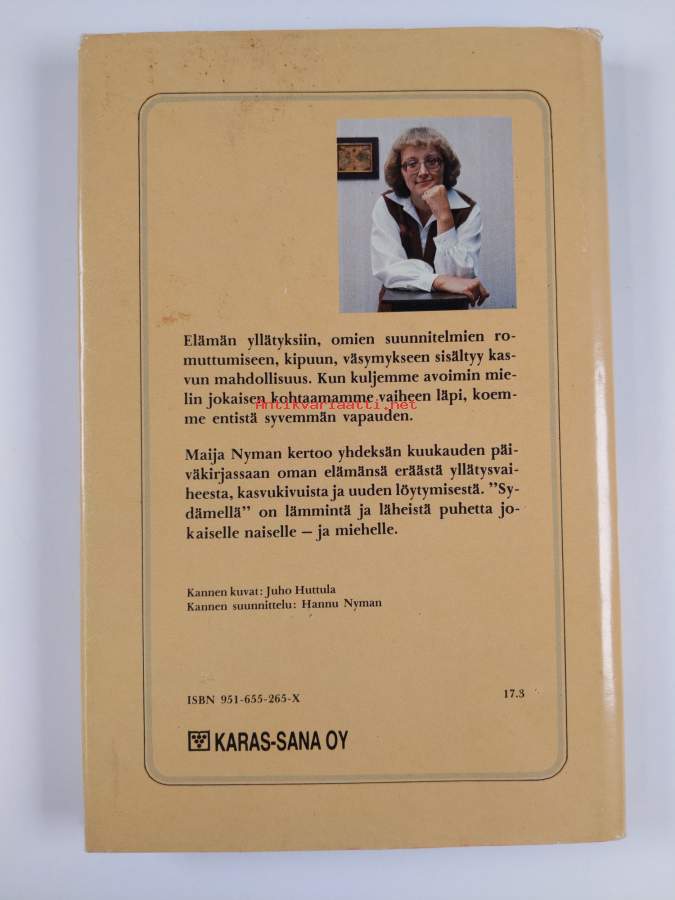 Elämän yllätyksiin, omien suunnitelmien ro-
muttumiseen, kipuun, väsymykseen sisältyy kas-
vun mahdollisuus. Kun kuljemme avoimin mie-
lin jokaisen kohtaamamme vaiheen läpi, koem-
Antikvariaatti.net
me entistä syvemmän vapauden.
Maija Nyman kertoo yhdeksän kuukauden päi-
väkirjassaan oman elämänsä eräästä yllätysvai-
heesta, kasvukivuista ja uuden löytymisestä. ”Sy-
dämellä” on lämmintä ja läheistä puhetta jo-
kaiselle naiselle – ja miehelle.
Kannen kuvat: Juho Huttula
Kannen suunnittelu: Hannu Nyman
ISBN 951-655-265-X 17.3
KARAS-SANA OY